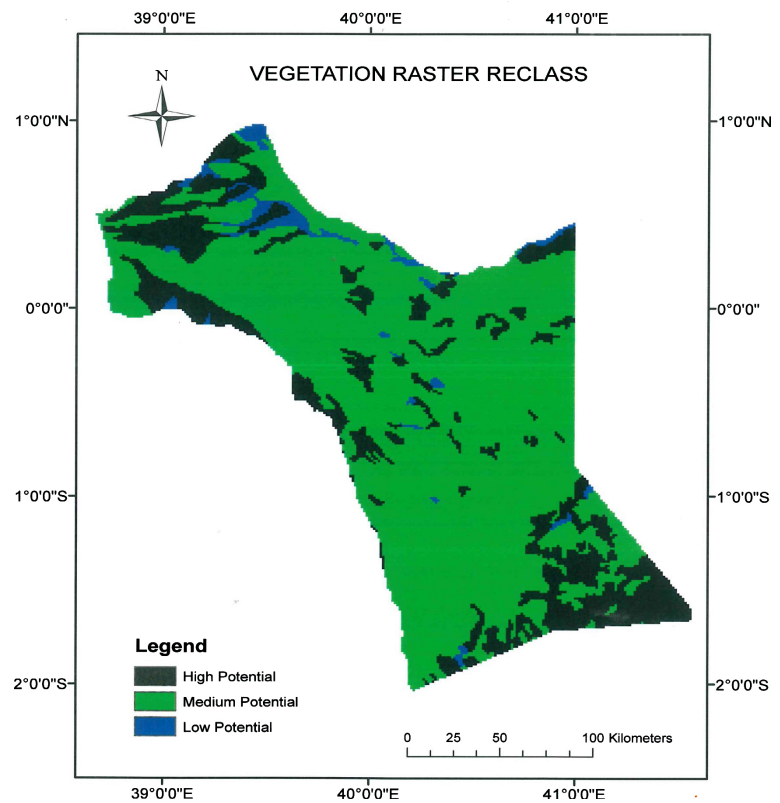 39°0'0"E 40°0'0"E 41°0'0"E
VEGETATION RASTER RECLASS
N
1°0'0"N 1°0'0"N
0°0'0" 0°0'0"
1°0'0"S 1°0'0"S
Legend
High Potential
2°0'0"S Medium Potential 2°0'0"S
Low Potential
0 25 50 100 Kilometers
39°0'0"E 40°0'0"E 41°0'0"E